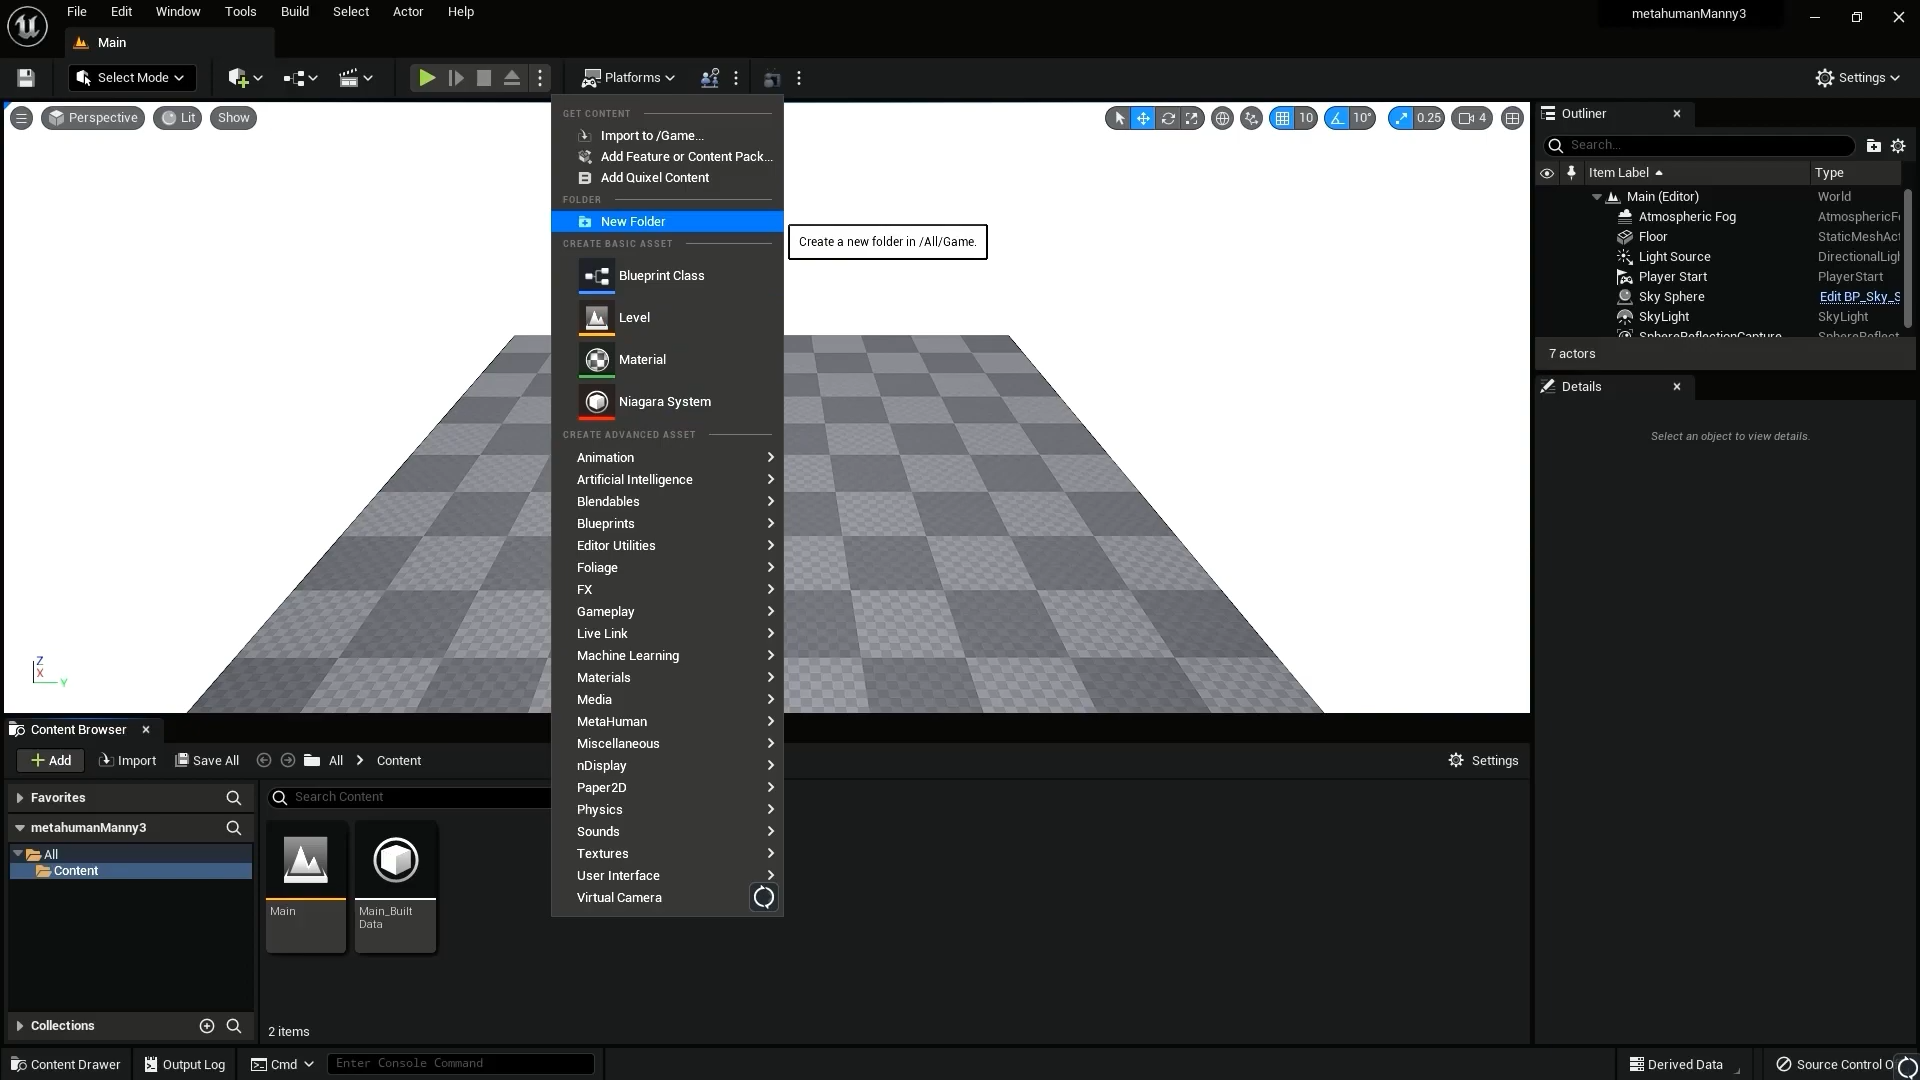 File Edit Window Tools Build Select Actor Help
metahumanManny3
Main
Select Mode
Platforms
Settings
Perspective
Lit
Show
10
10°
0.25
4
GET CONTENT
Import to /Game...
Add Feature or Content Pack...
Add Quixel Content
FOLDER
New Folder
Create a new folder in /All/Game.
CREATE BASIC ASSET
Blueprint Class
Level
Material
Niagara System
CREATE ADVANCED ASSET
Animation
Artificial Intelligence
Blendables
Blueprints
Editor Utilities
Foliage
FX
Gameplay
Live Link
Machine Learning
Materials
Media
MetaHuman
Miscellaneous
nDisplay
Paper2D
Physics
Sounds
Textures
User Interface
Virtual Camera
Z
X
Y
Outliner
Search...
Item Label Type
Main (Editor) World
Atmospheric Fog AtmosphericF
Floor StaticMeshAct
Light Source DirectionalLigh
Player Start PlayerStart
Sky Sphere Edit BP_Sky_S
SkyLight SkyLight
SphereReflectionCapture SphereReflect
7 actors
Details
Select an object to view details.
Content Browser
Add Import Save All All Content Settings
Favorites
Search Content
metahumanManny3
All
Content
Main
Main_Built
Data
Collections
2 items
Content Drawer Output Log Cmd Enter Console Command
Derived Data Source Control O